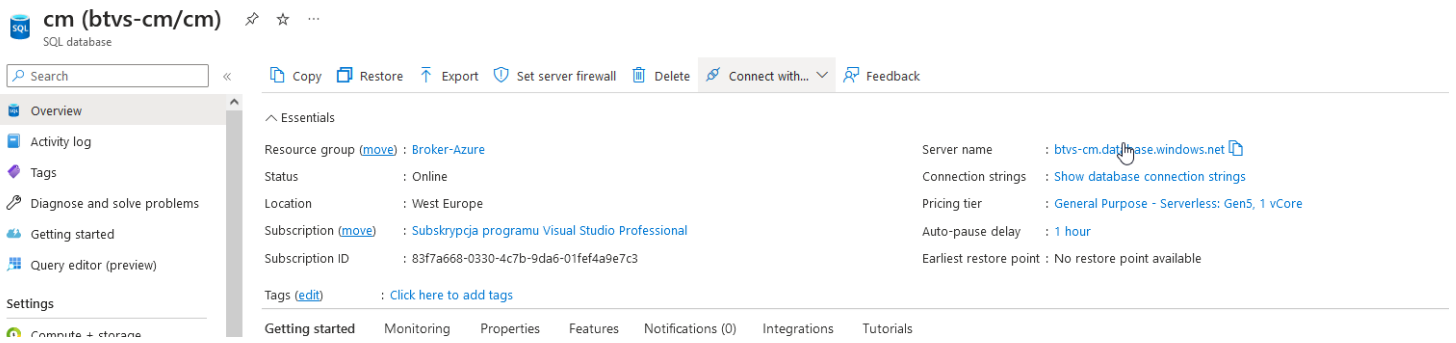 cm (btvs-cm/cm)
SQL database
Search
Copy Restore Export Set server firewall Delete Connect with... Feedback
Overview
Activity log
Tags
Diagnose and solve problems
Getting started
Query editor (preview)
Settings
Compute + storage
Essentials
Resource group (move) : Broker-Azure
Status : Online
Location : West Europe
Subscription (move) : Subskrypcja programu Visual Studio Professional
Subscription ID : 83f7a668-0330-4c7b-9da6-01fef4a9e7c3
Server name : btvs-cm.database.windows.net
Connection strings : Show database connection strings
Pricing tier : General Purpose - Serverless: Gen5, 1 vCore
Auto-pause delay : 1 hour
Earliest restore point : No restore point available
Tags (edit) : Click here to add tags
Getting started Monitoring Properties Features Notifications (0) Integrations Tutorials